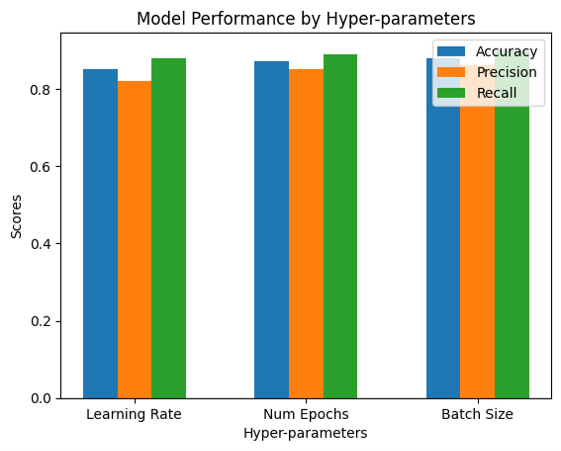 Model Performance by Hyper-parameters
Accuracy
Precision
Recall
Scores
0.8
0.6
0.4
0.2
0.0
Learning Rate
Num Epochs
Batch Size
Hyper-parameters